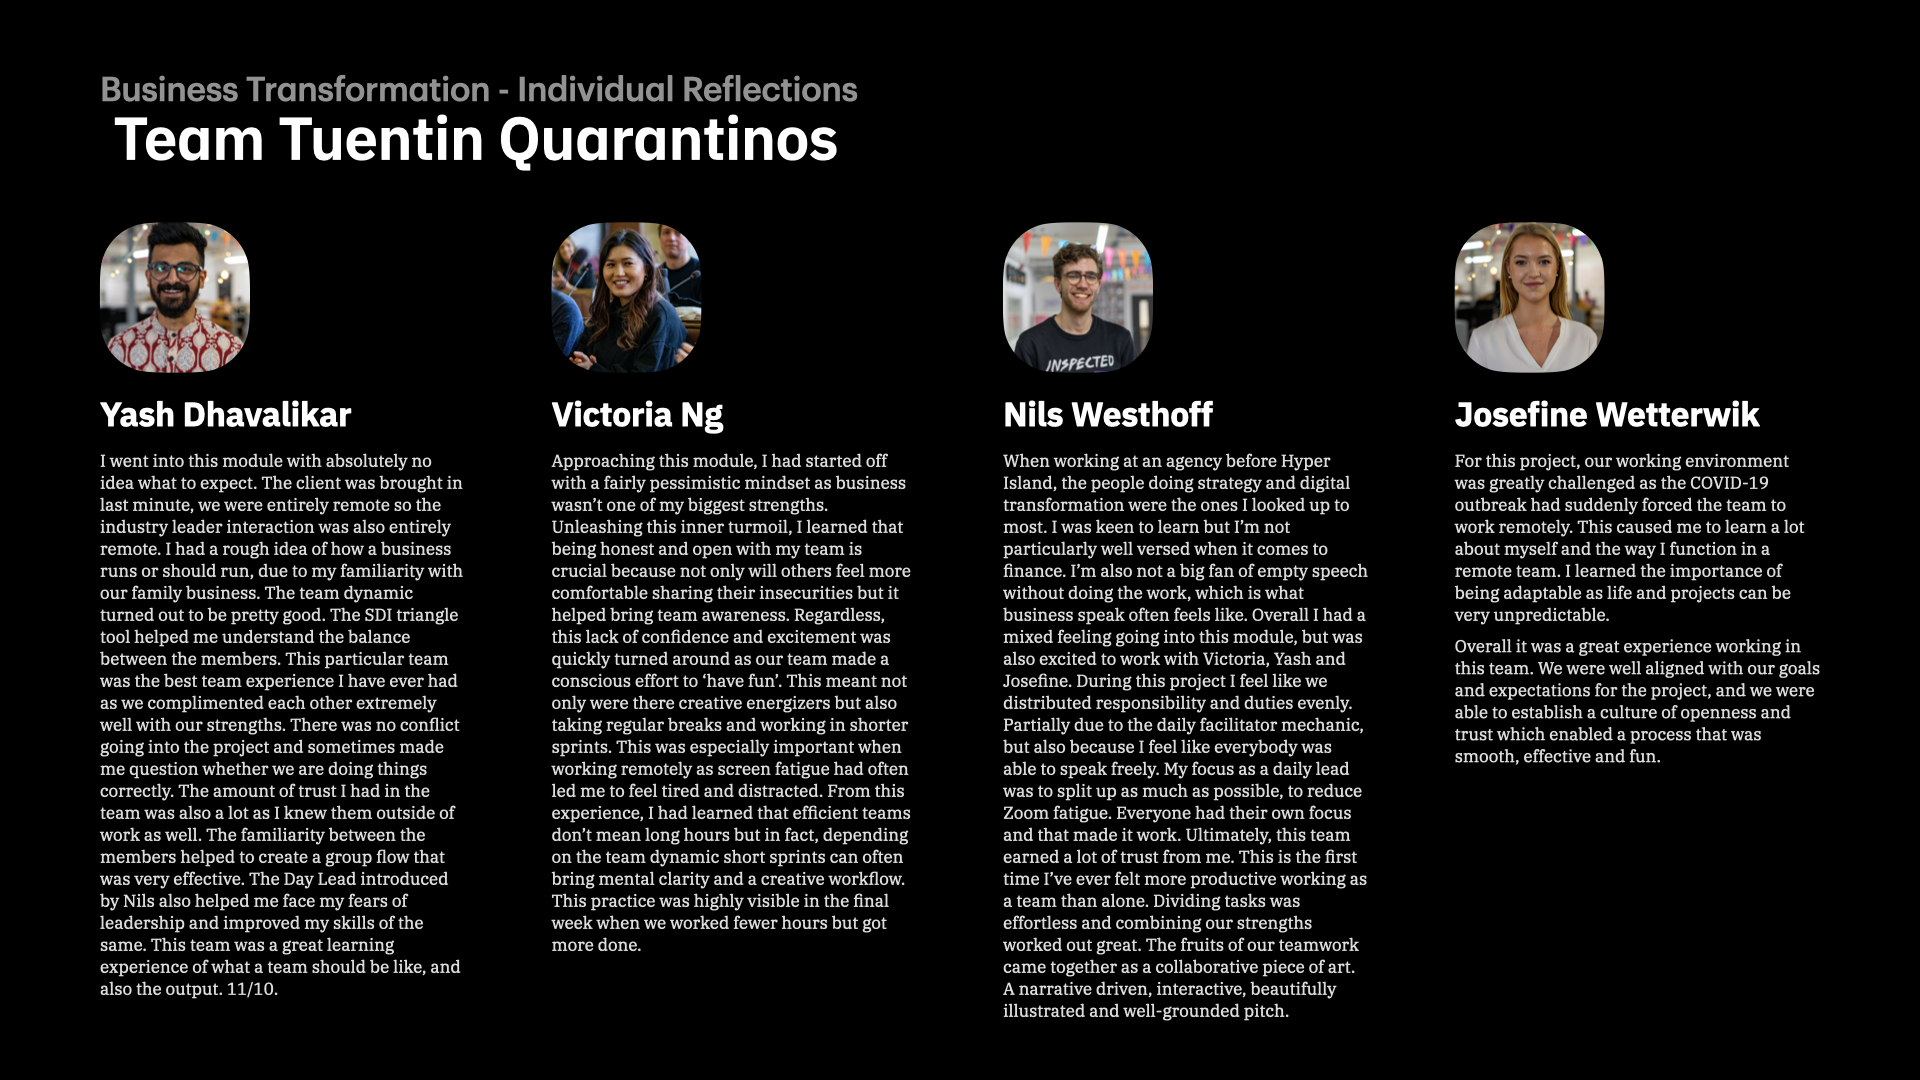 Business Transformation - Individual Reflections
Team Tuentin Quarantinos
INSPECTED
Yash Dhavalikar
I went into this module with absolutely no
idea what to expect. The client was brought in
last minute, we were entirely remote so the
industry leader interaction was also entirely
remote. I had a rough idea of how a business
runs or should run, due to my familiarity with
our family business. The team dynamic
turned out to be pretty good. The SDI triangle
tool helped me understand the balance
between the members. This particular team
was the best team experience I have ever had
as we complimented each other extremely
well with our strengths. There was no conflict
going into the project and sometimes made
me question whether we are doing things
correctly. The amount of trust I had in the
team was also a lot as I knew them outside of
work as well. The familiarity between the
members helped to create a group flow that
was very effective. The Day Lead introduced
by Nils also helped me face my fears of
leadership and improved my skills of the
same. This team was a great learning
experience of what a team should be like, and
also the output. 11/10.
Victoria Ng
Approaching this module, I had started off
with a fairly pessimistic mindset as business
wasn’t one of my biggest strengths.
Unleashing this inner turmoil, I learned that
being honest and open with my team is
crucial because not only will others feel more
comfortable sharing their insecurities but it
helped bring team awareness. Regardless,
this lack of confidence and excitement was
quickly turned around as our team made a
conscious effort to ‘have fun’. This meant not
only were there creative energizers but also
taking regular breaks and working in shorter
sprints. This was especially important when
working remotely as screen fatigue had often
led me to feel tired and distracted. From this
experience, I had learned that efficient teams
don’t mean long hours but in fact, depending
on the team dynamic short sprints can often
bring mental clarity and a creative workflow.
This practice was highly visible in the final
week when we worked fewer hours but got
more done.
Nils Westhoff
When working at an agency before Hyper
Island, the people doing strategy and digital
transformation were the ones I looked up to
most. I was keen to learn but I’m not
particularly well versed when it comes to
finance. I’m also not a big fan of empty speech
without doing the work, which is what
business speak often feels like. Overall I had a
mixed feeling going into this module, but was
also excited to work with Victoria, Yash and
Josefine. During this project I feel like we
distributed responsibility and duties evenly.
Partially due to the daily facilitator mechanic,
but also because I feel like everybody was
able to speak freely. My focus as a daily lead
was to split up as much as possible, to reduce
Zoom fatigue. Everyone had their own focus
and that made it work. Ultimately, this team
earned a lot of trust from me. This is the first
time I’ve ever felt more productive working as
a team than alone. Dividing tasks was
effortless and combining our strengths
worked out great. The fruits of our teamwork
came together as a collaborative piece of art.
A narrative driven, interactive, beautifully
illustrated and well-grounded pitch.
Josefine Wetterwik
For this project, our working environment
was greatly challenged as the COVID-19
outbreak had suddenly forced the team to
work remotely. This caused me to learn a lot
about myself and the way I function in a
remote team. I learned the importance of
being adaptable as life and projects can be
very unpredictable.
Overall it was a great experience working in
this team. We were well aligned with our goals
and expectations for the project, and we were
able to establish a culture of openness and
trust which enabled a process that was
smooth, effective and fun.